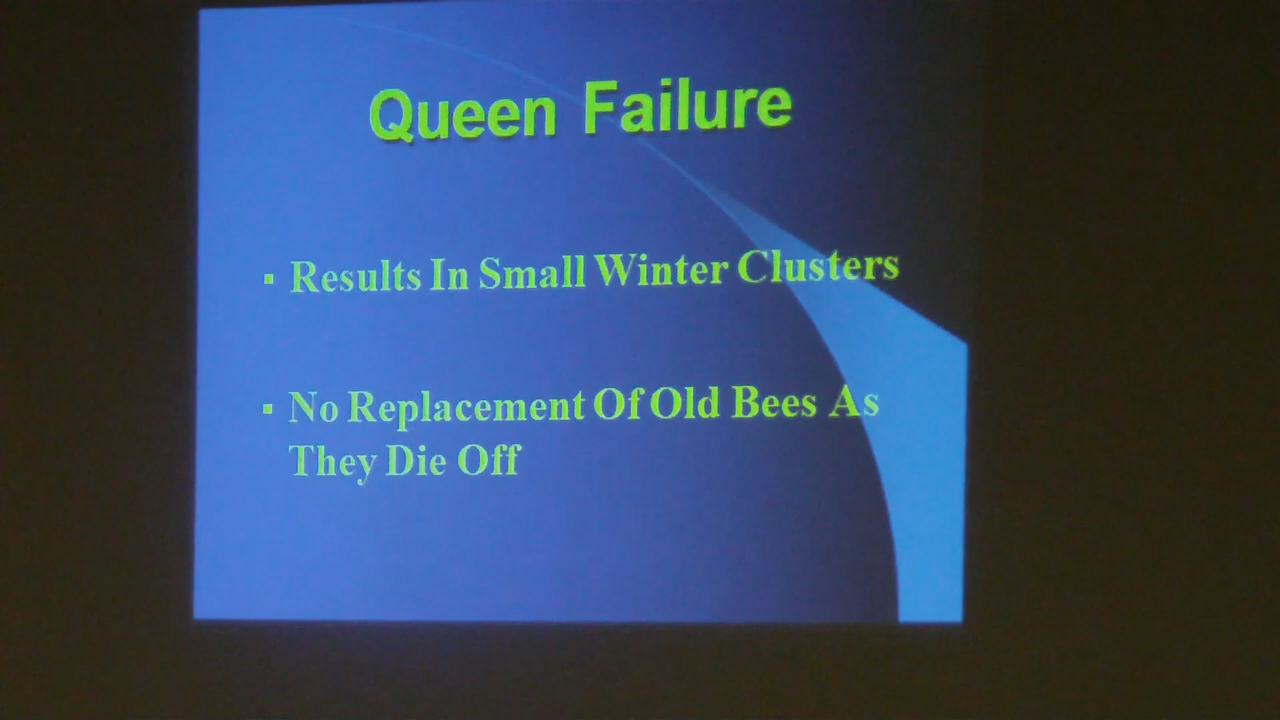 Queen Failure
▪ Results In Small Winter Clusters
▪ No Replacement Of Old Bees As
They Die Off